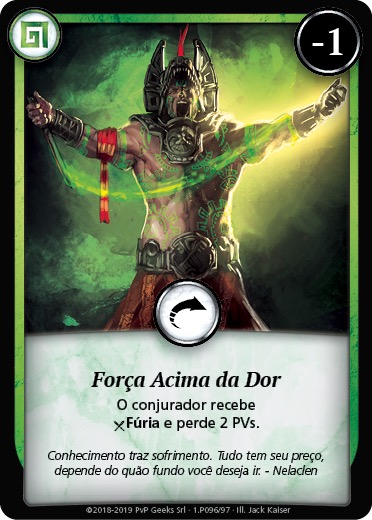 -1
Força Acima da Dor
O conjurador recebe
Fúria e perde 2 PVs.
Conhecimento traz sofrimento. Tudo tem seu preço,
depende do quão fundo você deseja ir. - Nelaclen
©2018-2019 PvP Geeks Srl · 1.P096/97 · Ill. Jack Kaiser